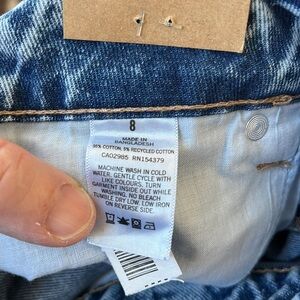 8
MADE IN
BANGLADESH
95% COTTON, 5% RECYCLED COTTON
CA02985 RN154379
MACHINE WASH IN COLD
WATER, GENTLE CYCLE WITH
LIKE COLOURS, TURN
GARMENT INSIDE OUT WHILE
WASHING. NO BLEACH
TUMBLE DRY LOW, LOW IRON
ON REVERSE SIDE.